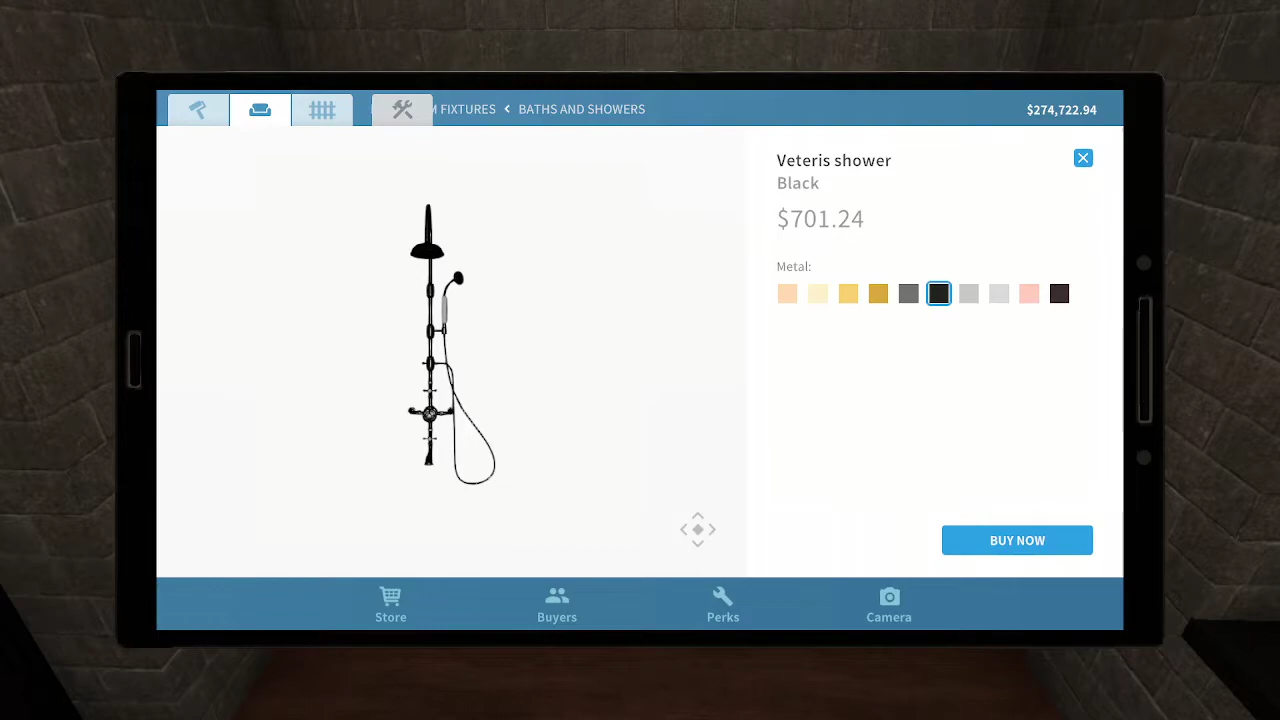 M FIXTURES < BATHS AND SHOWERS
$274,722.94
Veteris shower
Black
$701.24
Metal:
BUY NOW
Store
Buyers
Perks
Camera